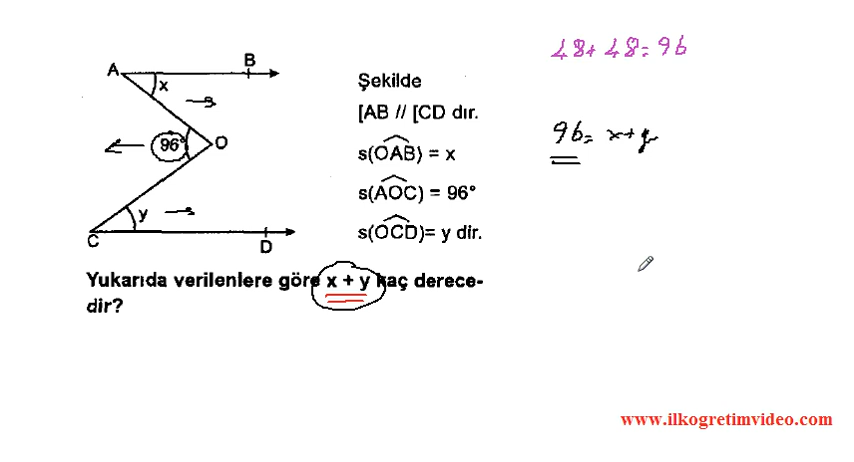 48+48=96
A
B
x
Şekilde
[AB // [CD dır.
96=x+y
96°
O
s(OAB) = x
s(AOC) = 96°
y
s(OCD)= y dir.
C
D
Yukarıda verilenlere göre x + y kaç derece-
dir?
www.ilkogretimvideo.com